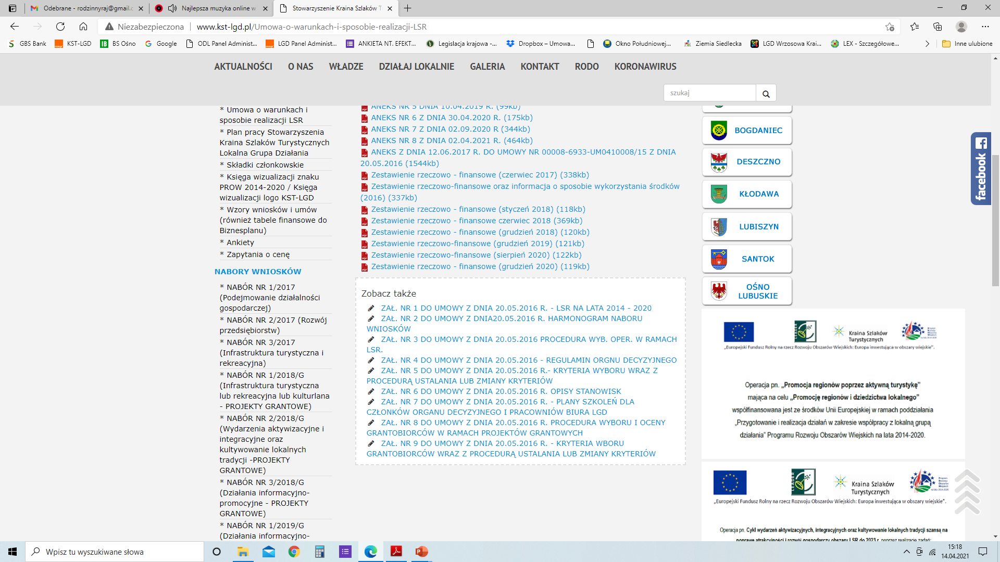 Odebrane - rodzinnyraj@gmail.c
Najlepsza muzyka online w
Stowarzyszenie Kraina Szlaków T
Niezabezpieczona
www.kst-lgd.pl/Umowa-o-warunkach-i-sposobie-realizacji-LSR
GBS Bank
KST-LGD
BS Ośno
Google
ODL Panel Administ...
LGD Panel Administ...
ANKIETA NT. EFEKT...
Legislacja krajowa -...
Dropbox – Umowa...
Okno Południowej...
Ziemia Siedlecka
LGD Wrzosowa Krai...
LEX - Szczegółowe...
Inne ulubione
AKTUALNOŚCI O NAS WŁADZE DZIAŁAJ LOKALNIE GALERIA KONTAKT RODO KORONAWIRUS
szukaj
* Umowa o warunkach i
sposobie realizacji LSR
* Plan pracy Stowarzyszenia
Kraina Szlaków Turystycznych
Lokalna Grupa Działania
* Składki członkowskie
* Księga wizualizacji znaku
PROW 2014-2020 / Księga
wizualizacji logo KST-LGD
* Wzory wniosków i umów
(również tabele finansowe do
Biznesplanu)
* Ankiety
* Zapytania o cenę
NABORY WNIOSKÓW
* NABÓR NR 1/2017
(Podejmowanie działalności
gospodarczej)
* NABÓR NR 2/2017 (Rozwój
przedsiębiorstw)
* NABÓR NR 3/2017
(Infrastruktura turystyczna i
rekreacyjna)
* NABÓR NR 1/2018/G
(Infrastruktura turystyczna
lub rekreacyjna lub kulturlana
- PROJEKTY GRANTOWE)
* NABÓR NR 2/2018/G
(Wydarzenia aktywizacyjne i
integracyjne oraz
kultywowanie lokalnych
tradycji -PROJEKTY
GRANTOWE)
* NABÓR NR 3/2018/G
(Działania informacyjno-
promocyjne - PROJEKTY
GRANTOWE)
* NABÓR NR 1/2019/G
(Działania informacyjno-
ANEKS NR 5 DNIA 10.04.2019 R. (99kb)
ANEKS NR 6 Z DNIA 30.04.2020 R. (175kb)
ANEKS NR 7 Z DNIA 02.09.2020 R (344kb)
ANEKS NR 8 Z DNIA 02.04.2021 R. (464kb)
ANEKS Z DNIA 12.06.2017 R. DO UMOWY NR 00008-6933-UM0410008/15 Z DNIA
20.05.2016 (1544kb)
Zestawienie rzeczowo - finansowe (czerwiec 2017) (338kb)
Zestawienie rzeczowo-finansowe oraz informacja o sposobie wykorzystania środków
(2016) (337kb)
Zestawienie rzeczowo - finansowe (styczeń 2018) (118kb)
Zestawienie rzeczowo - finansowe czerwiec 2018 (369kb)
Zestawienie rzeczowo - finansowe (grudzień 2018) (120kb)
Zestawienie rzeczowo-finansowe (grudzień 2019) (121kb)
Zestawienie rzeczowo-finansowe (sierpień 2020) (122kb)
Zestawienie rzeczowo - finansowe (grudzień 2020) (119kb)
Zobacz także
ZAŁ. NR 1 DO UMOWY Z DNIA 20.05.2016 R. - LSR NA LATA 2014 - 2020
ZAŁ. NR 2 DO UMOWY Z DNIA20.05.2016 R. HARMONOGRAM NABORU
WNIOSKÓW
ZAŁ. NR 3 DO UMOWY Z DNIA 20.05.2016 PROCEDURA WYB. OPER. W RAMACH
LSR.
ZAŁ. NR 4 DO UMOWY Z DNIA 20.05.2016 - REGULAMIN ORGNU DECYZYJNEGO
ZAŁ. NR 5 DO UMOWY Z DNIA 20.05.2016 R.- KRYTERIA WYBORU WRAZ Z
PROCEDURĄ USTALANIA LUB ZMIANY KRYTERIÓW
ZAŁ. NR 6 DO UMOWY Z DNIA 20.05.2016 R. OPISY STANOWISK
ZAŁ. NR 7 DO UMOWY Z DNIA 20.05.2016 R. - PLANY SZKOLEŃ DLA
CZŁONKÓW ORGANU DECYZYJNEGO I PRACOWNIÓW BIURA LGD
ZAŁ. NR 8 DO UMOWY Z DNIA 20.05.2016 R. PROCEDURA WYBORU I OCENY
GRANTOBIORCÓW W RAMACH PROJEKTÓW GRANTOWYCH
ZAŁ. NR 9 DO UMOWY Z DNIA 20.05.2016 R. - KRYTERIA WBORU
GRANTOBIORCÓW WRAZ Z PROCEDURĄ USTALANIA LUB ZMIANY KRYTERIÓW
BOGDANIEC
DESZCZNO
KŁODAWA
LUBISZYN
SANTOK
OŚNO
LUBUSKIE
facebook
LEADER
Kraina Szlaków
Turystycznych
„Europejski Fundusz Rolny na rzecz Rozwoju Obszarów Wiejskich: Europa inwestująca w obszary wiejskie”.
Operacja pn. „Promocja regionów poprzez aktywną turystykę”
mająca na celu „Promocję regionów i dziedzictwa lokalnego”
współfinansowana jest ze środków Unii Europejskiej w ramach poddziałania
„Przygotowanie i realizacja działań w zakresie współpracy z lokalną grupą
działania” Programu Rozwoju Obszarów Wiejskich na lata 2014-2020.
LEADER
Kraina Szlaków
Turystycznych
„Europejski Fundusz Rolny na rzecz Rozwoju Obszarów Wiejskich: Europa inwestująca w obszary wiejskie”.
Operacja pn. Cykl wydarzeń aktywizacyjnych, integracyjnych oraz kultywowanie lokalnych tradycji szansą na
poprawę atrakcyjności i rozwój gospodarczy obszaru LSR do 2023 r. poprzez realizację zadań:
Wpisz tu wyszukiwane słowa
15:18
14.04.2021